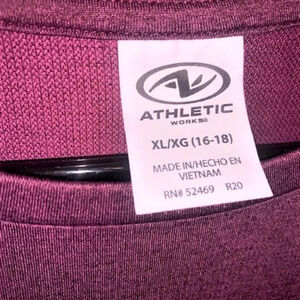 ATHLETIC
WORKS®
XL/XG (16-18)
MADE IN/HECHO EN
VIETNAM
RN# 52469 R20